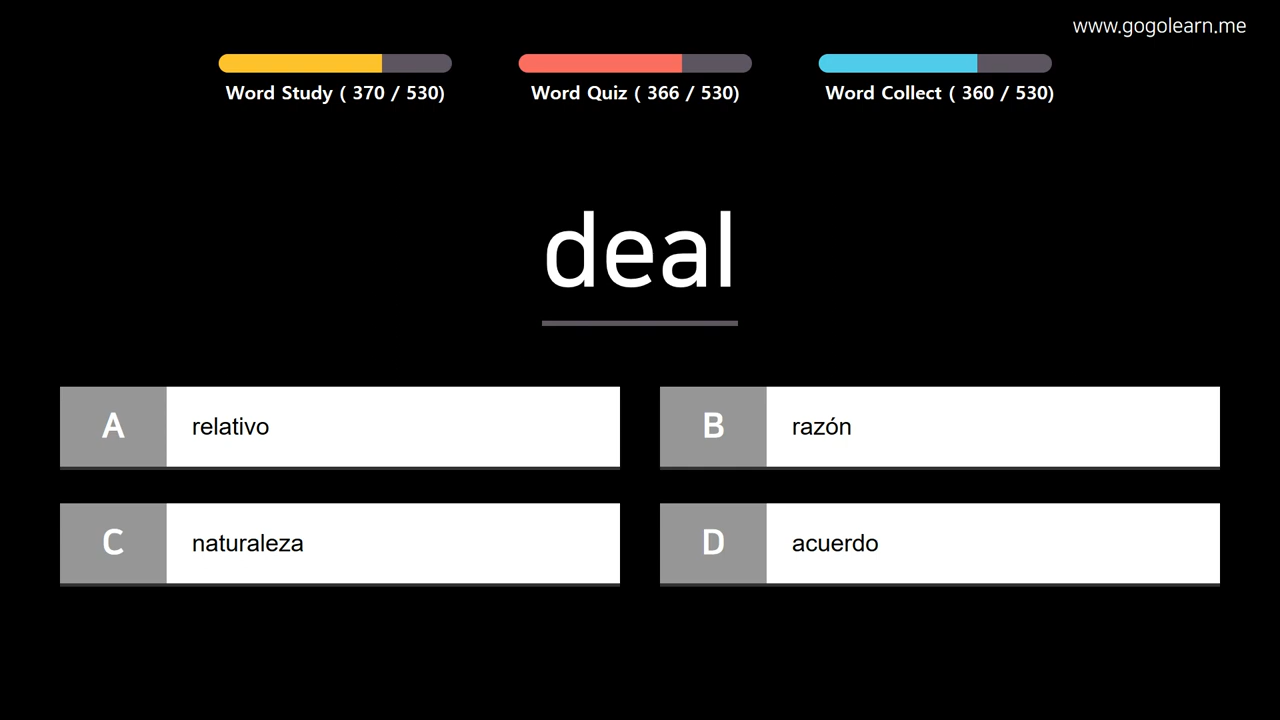 www.gogolearn.me
Word Study ( 370 / 530)
Word Quiz ( 366 / 530)
Word Collect ( 360 / 530)
deal
A relativo
B razón
C naturaleza
D acuerdo